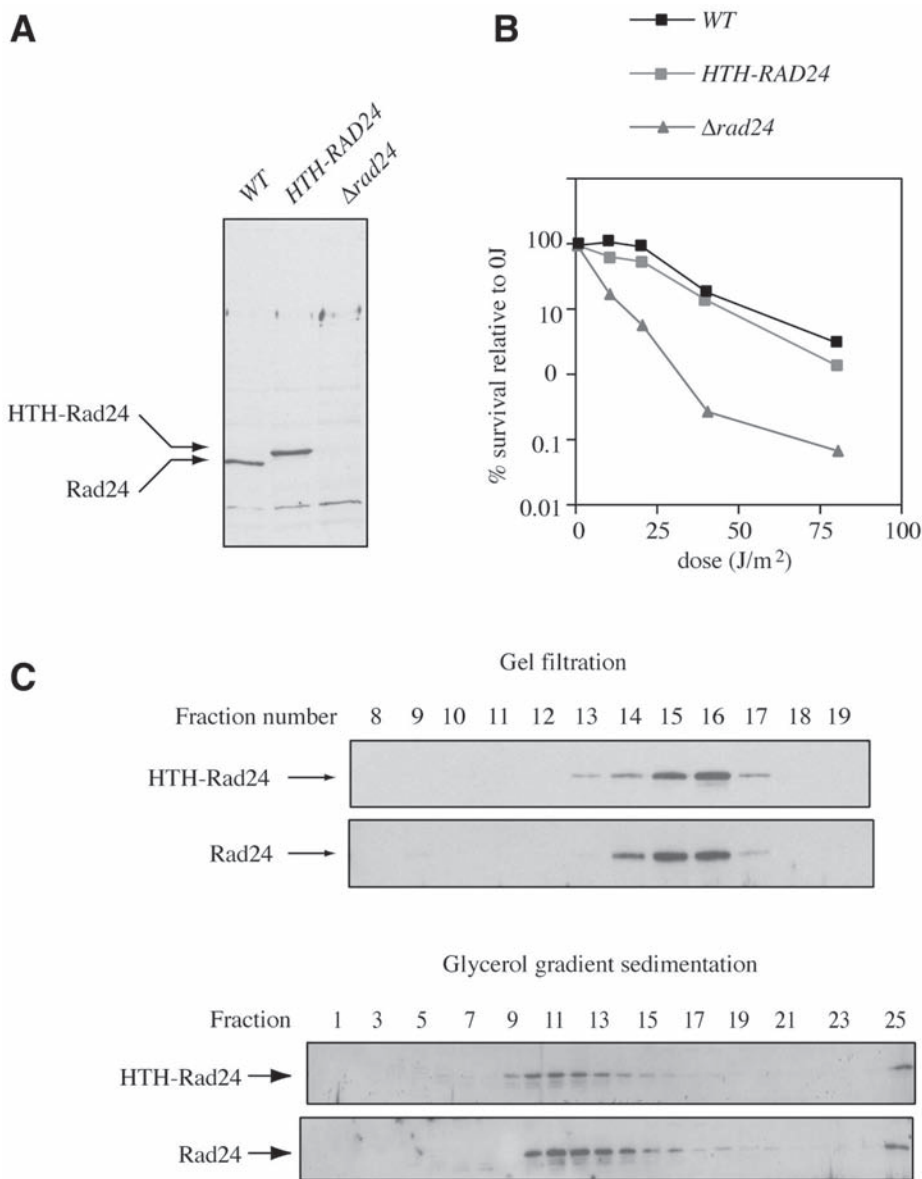 A
WT
HTH-RAD24
Δrad24
HTH-Rad24
Rad24
B
WT
HTH-RAD24
Δrad24
% survival relative to 0J
100
10
0
0.1
0.01
0 25 50 75 100
dose (J/m²)
C
Gel filtration
Fraction number 8 9 10 11 12 13 14 15 16 17 18 19
HTH-Rad24
Rad24
Glycerol gradient sedimentation
Fraction 1 3 5 7 9 11 13 15 17 19 21 23 25
HTH-Rad24
Rad24